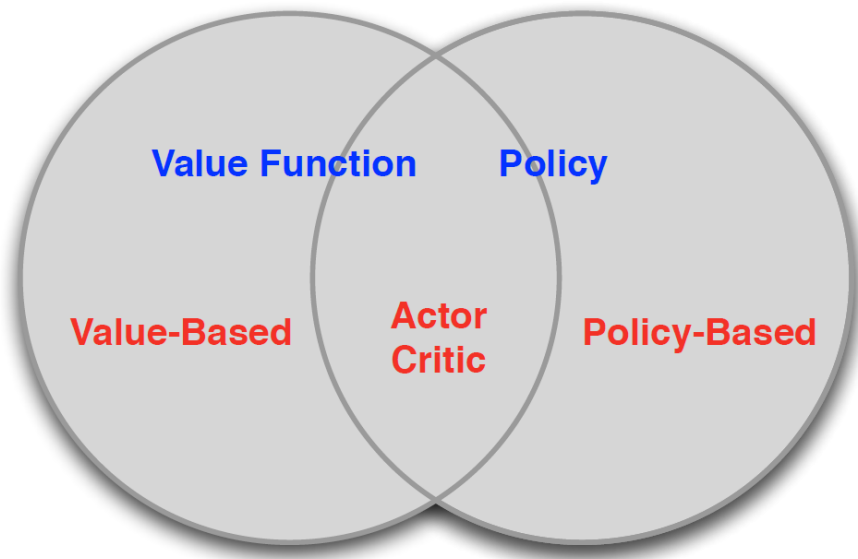 Value Function
Policy
Value-Based
Actor
Critic
Policy-Based